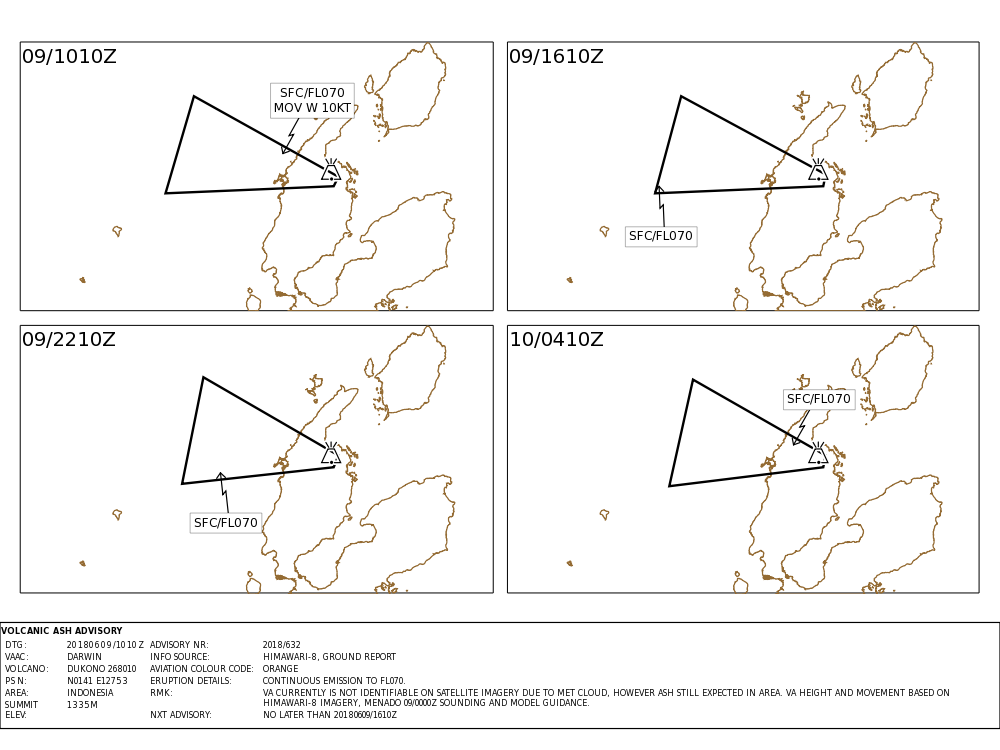 09/1010Z
SFC/FL070
MOV W 10KT
09/1610Z
SFC/FL070
09/2210Z
SFC/FL070
10/0410Z
SFC/FL070
VOLCANIC ASH ADVISORY
DTG: 20180609/1010Z ADVISORY NR: 2018/632
VAAC: DARWIN INFO SOURCE: HIMAWARI-8, GROUND REPORT
VOLCANO: DUKONO 268010 AVIATION COLOUR CODE: ORANGE
PSN: N0141 E12753 ERUPTION DETAILS: CONTINUOUS EMISSION TO FL070.
AREA: INDONESIA RMK: VA CURRENTLY IS NOT IDENTIFIABLE ON SATELLITE IMAGERY DUE TO MET CLOUD, HOWEVER ASH STILL EXPECTED IN AREA. VA HEIGHT AND MOVEMENT BASED ON
SUMMIT 1335M HIMAWARI-8 IMAGERY, MENADO 09/0000Z SOUNDING AND MODEL GUIDANCE.
ELEV: NXT ADVISORY: NO LATER THAN 20180609/1610Z